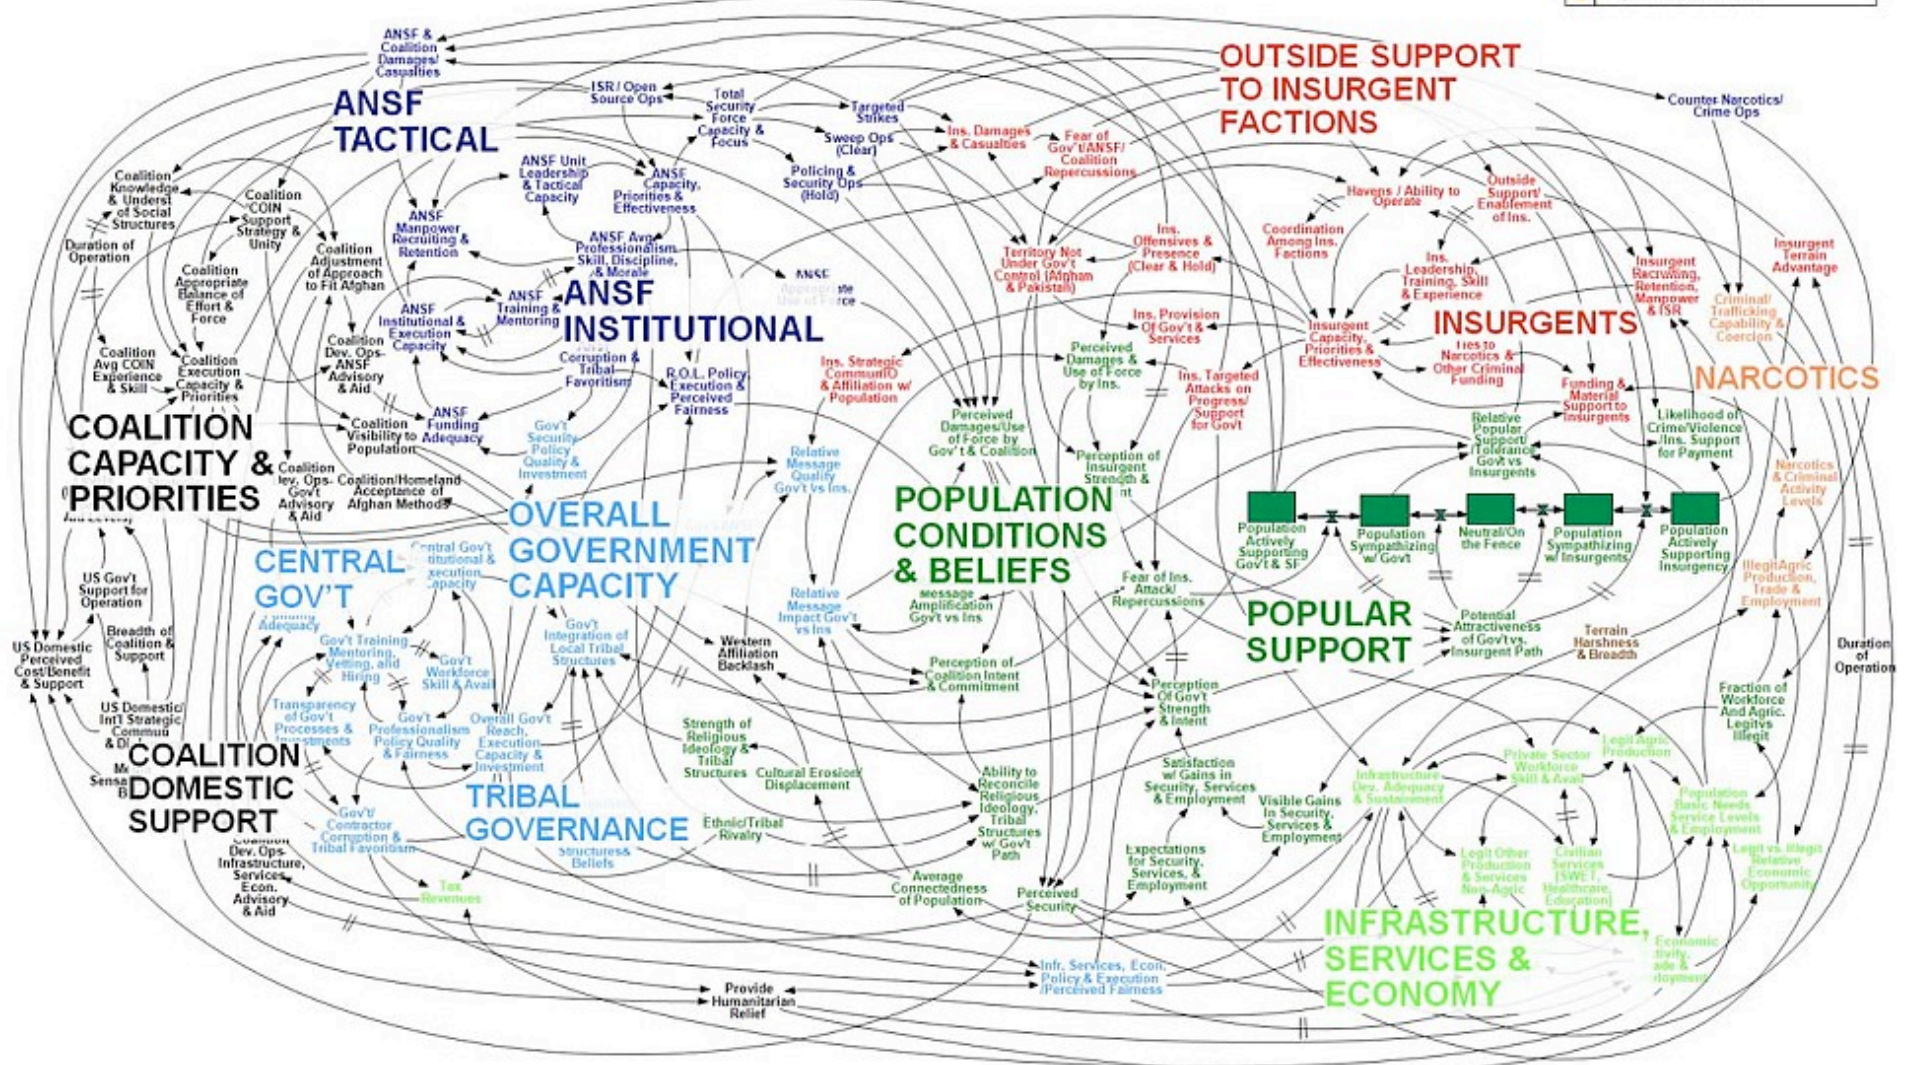 ANSF &
Coalition
Damages/
Casualties
ANSF
TACTICAL
ISR / Open
Source Ops
Total
Security
Force
Capacity &
Focus
Targeted
Strikes
Sweep Ops
(Clear)
Policing &
Security Ops
(Hold)
Ins. Damages
& Casualties
Fear of
Gov't/ANSF/
Coalition
Repercussions
OUTSIDE SUPPORT
TO INSURGENT
FACTIONS
Counter Narcotics/
Crime Ops
Coalition
Knowledge
& Underst
of Social
Structures
Duration of
Operation
Coalition
COIN
Support
Strategy &
Unity
Coalition
Appropriate
Balance of
Effort &
Force
Coalition
Adjustment
of Approach
to Fit Afghan
ANSF Unit
Leadership
& Tactical
Capacity
ANSF
Capacity,
Priorities &
Effectiveness
ANSF
Manpower
Recruiting &
Retention
ANSF Avg
Professionalism
Skill, Discipline,
& Morale
ANSF
INSTITUTIONAL
ANSF
Institutional &
Execution
Capacity
ANSF
Training &
Mentoring
ANSF
Use of Force
Corruption &
Tribal
Favoritism
R.O.L. Policy,
Execution &
Perceived
Fairness
Coalition
Avg COIN
Experience
& Skill
Coalition
Execution
Capacity &
Priorities
Coalition
Dev. Ops-
ANSF
Advisory
& Aid
ANSF
Funding
Adequacy
Coalition
Visibility to
Population
COALITION
CAPACITY &
PRIORITIES
Coalition
Gov't
Advisory
& Aid
Coalition/Homeland
Acceptance of
Afghan Methods
Gov't
Security
Policy
Quality &
Investment
Territory Not
Under Gov't
Control (Afghan
& Pakistan)
Ins.
Offensives &
Presence
(Clear & Hold)
Ins. Provision
Of Gov't &
Services
Perceived
Damages &
Use of Force
by Ins.
Ins. Targeted
Attacks on
Progress/
Support
for Gov't
Ins. Strategic
Commun/IO
& Affiliation w/
Population
Havens / Ability to
Operate
Outside
Support/
Enablement
of Ins.
Coordination
Among Ins.
Factions
Ins.
Leadership,
Training, Skill
& Experience
Insurgent
Recruiting,
Retention,
Manpower
& ISR
Insurgent
Terrain
Advantage
Criminal/
Trafficking
Capability &
Coercion
Insurgent
Capacity,
Priorities &
Effectiveness
INSURGENTS
Ties to
Narcotics &
Other Criminal
Funding
Funding &
Material
Support to
Insurgents
NARCOTICS
Relative
Popular
Support/
Tolerance
Gov't vs
Insurgents
Likelihood of
Crime/Violence
/Ins. Support
for Payment
Narcotics
& Criminal
Activity
Levels
Perceived
Damages/Use
of Force by
Gov't & Coalition
Perception of
Insurgent
Strength &
Relative
Message
Quality
Gov't vs Ins.
OVERALL
GOVERNMENT
CAPACITY
POPULATION
CONDITIONS
& BELIEFS
Population
Actively
Supporting
Gov't & SF
Population
Sympathizing
w/ Gov't
Neutral/On
the Fence
Population
Sympathizing
w/ Insurgents
Population
Actively
Supporting
Insurgency
CENTRAL
GOV'T
Central Gov't
Adequacy
Gov't Training
Mentoring,
Vetting, and
Hiring
Gov't
Workforce
Skill & Avail
Gov't
Integration of
Local Tribal
Structures
Western
Affiliation
Backlash
Relative
Message
Impact Gov't
vs Ins
Message
Amplification
Gov't vs Ins
Perception of
Coalition Intent
& Commitment
Fear of Ins.
Attack/
Repercussions
POPULAR
SUPPORT
Potential
Attractiveness
of Gov't vs.
Insurgent Path
Terrain
Harshness
& Breadth
Illegit Agric
Production,
Trade &
Employment
Duration
of
Operation
US Gov't
Support for
Operation
US Domestic
Perceived
Cost/Benefit
& Support
Breadth of
Coalition &
Support
US Domestic/
Int'l Strategic
Commun
COALITION
DOMESTIC
SUPPORT
Transparency
of Gov't
Processes &
Investments
Gov't
Professionalism
Policy Quality
& Fairness
Overall Gov't
Reach,
Execution
Capacity &
Investment
Gov't/
Contractor
Corruption &
Tribal Favoritism
TRIBAL
GOVERNANCE
Structures&
Beliefs
Strength of
Religious
Ideology &
Tribal
Structures
Cultural Erosion/
Displacement
Ethnic/Tribal
Rivalry
Ability to
Reconcile
Religious
Ideology,
Tribal
Structures
w/ Gov't
Path
Perception
Of Gov't
Strength
& Intent
Satisfaction
w/ Gains in
Security, Services
& Employment
Visible Gains
In Security,
Services &
Employment
Expectations
for Security,
Services, &
Employment
Average
Connectedness
of Population
Perceived
Security
Infrastructure
Dev. Adequacy
& Sustainment
Private Sector
Workforce
Skill & Avail
Legit Agric
Production
Fraction of
Workforce
And Agric.
Legit vs
Illegit
Population
Basic Needs
Service Levels
& Employment
Legit vs. Illegit
Relative
Economic
Opportunity
Legit Other
Production
& Services
Non-Agric
Civilian
Services
(SWET,
Healthcare,
Education)
INFRASTRUCTURE,
SERVICES &
ECONOMY
Economic
Coalition
Dev. Ops-
Infrastructure,
Services
Econ.
Advisory
& Aid
Tax
Revenues
Provide
Humanitarian
Relief
Infr. Services, Econ.
Policy & Execution
/Perceived Fairness